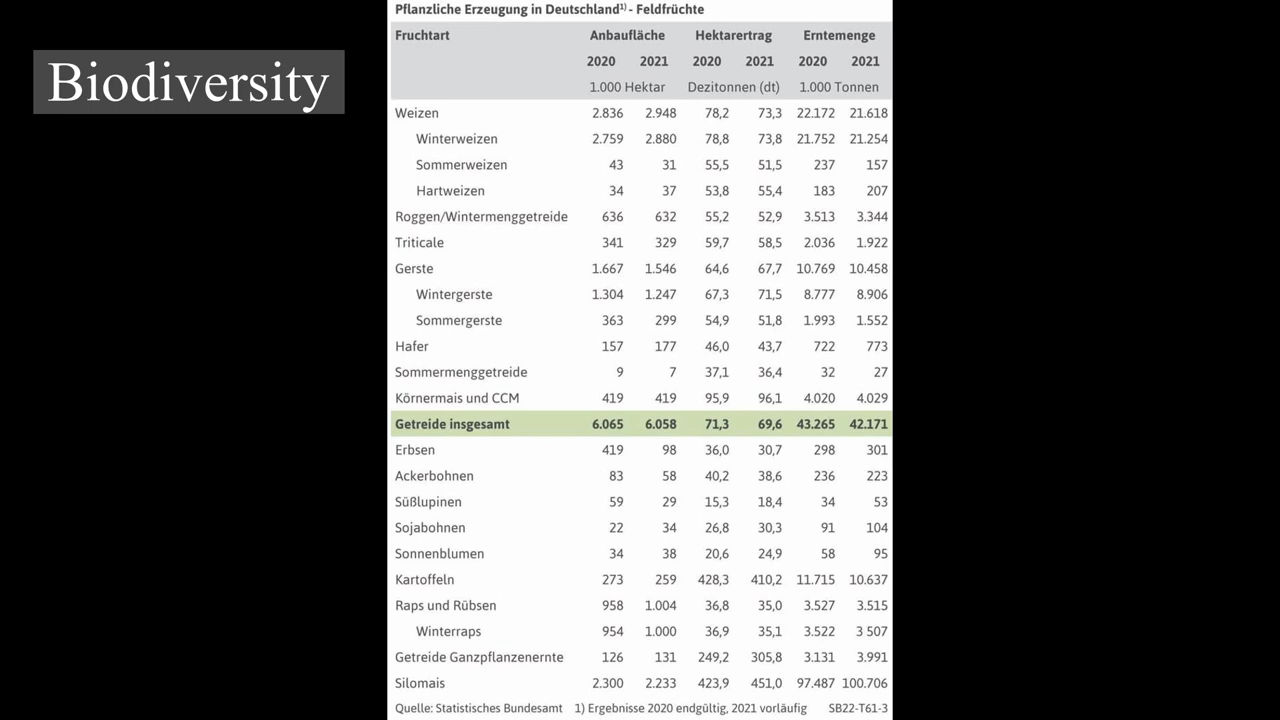 Biodiversity
Pflanzliche Erzeugung in Deutschland¹⁾ - Feldfrüchte
Fruchtart Anbaufläche Hektarertrag Erntemenge
2020 2021 2020 2021 2020 2021
1.000 Hektar Dezitonnen (dt) 1.000 Tonnen
Weizen 2.836 2.948 78,2 73,3 22.172 21.618
Winterweizen 2.759 2.880 78,8 73,8 21.752 21.254
Sommerweizen 43 31 55,5 51,5 237 157
Hartweizen 34 37 53,8 55,4 183 207
Roggen/Wintermenggetreide 636 632 55,2 52,9 3.513 3.344
Triticale 341 329 59,7 58,5 2.036 1.922
Gerste 1.667 1.546 64,6 67,7 10.769 10.458
Wintergerste 1.304 1.247 67,3 71,5 8.777 8.906
Sommergerste 363 299 54,9 51,8 1.993 1.552
Hafer 157 177 46,0 43,7 722 773
Sommermenggetreide 9 7 37,1 36,4 32 27
Körnermais und CCM 419 419 95,9 96,1 4.020 4.029
Getreide insgesamt 6.065 6.058 71,3 69,6 43.265 42.171
Erbsen 419 98 36,0 30,7 298 301
Ackerbohnen 83 58 40,2 38,6 236 223
Süßlupinen 59 29 15,3 18,4 34 53
Sojabohnen 22 34 26,8 30,3 91 104
Sonnenblumen 34 38 20,6 24,9 58 95
Kartoffeln 273 259 428,3 410,2 11.715 10.637
Raps und Rübsen 958 1.004 36,8 35,0 3.527 3.515
Winterraps 954 1.000 36,9 35,1 3.522 3 507
Getreide Ganzpflanzenernte 126 131 249,2 305,8 3.131 3.991
Silomais 2.300 2.233 423,9 451,0 97.487 100.706
Quelle: Statistisches Bundesamt 1) Ergebnisse 2020 endgültig, 2021 vorläufig SB22-T61-3